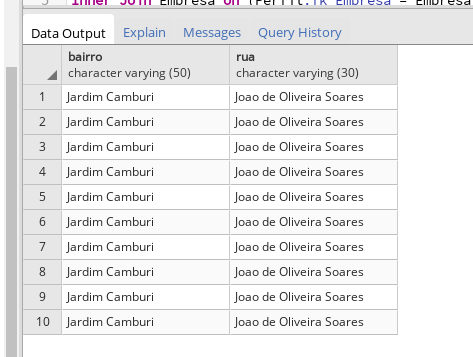 5 Inner Join Embresa on (Perfil.fk Empresa = Empresa
Data Output Explain Messages Query History
bairro rua
character varying (50) character varying (30)
1 Jardim Camburi Joao de Oliveira Soares
2 Jardim Camburi Joao de Oliveira Soares
3 Jardim Camburi Joao de Oliveira Soares
4 Jardim Camburi Joao de Oliveira Soares
5 Jardim Camburi Joao de Oliveira Soares
6 Jardim Camburi Joao de Oliveira Soares
7 Jardim Camburi Joao de Oliveira Soares
8 Jardim Camburi Joao de Oliveira Soares
9 Jardim Camburi Joao de Oliveira Soares
10 Jardim Camburi Joao de Oliveira Soares